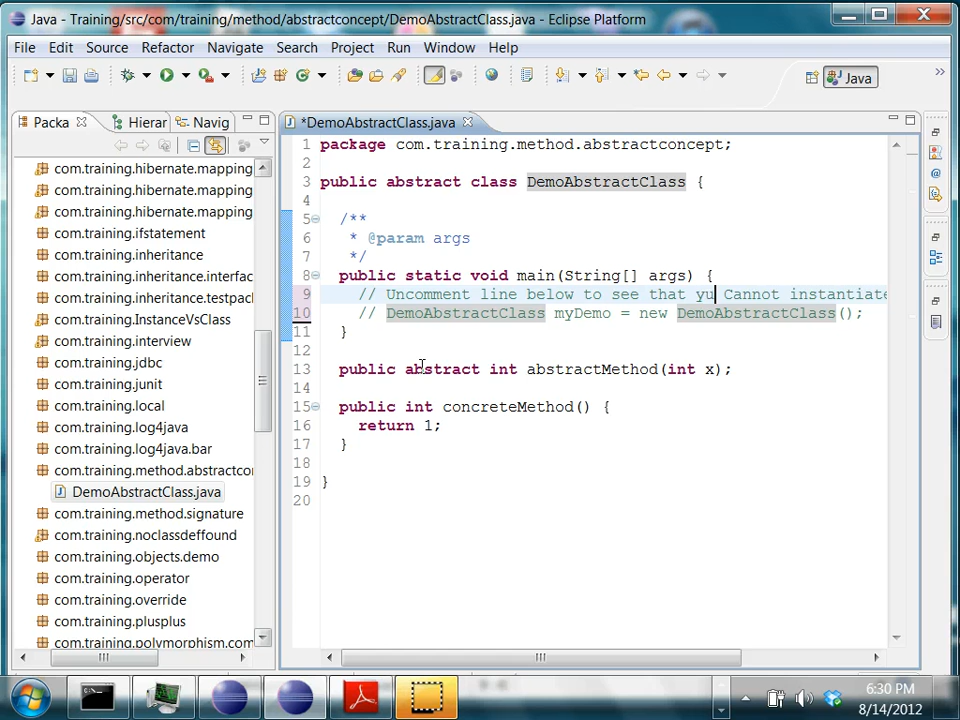 Java - Training/src/com/training/method/abstractconcept/DemoAbstractClass.java - Eclipse Platform
File Edit Source Refactor Navigate Search Project Run Window Help
Java
Packa Hierar Navig
*DemoAbstractClass.java
com.training.hibernate.mapping
com.training.hibernate.mapping
com.training.hibernate.mapping
com.training.ifstatement
com.training.inheritance
com.training.inheritance.interfac
com.training.inheritance.testpac
com.training.InstanceVsClass
com.training.interview
com.training.jdbc
com.training.junit
com.training.local
com.training.log4java
com.training.log4java.bar
com.training.method.abstractcor
DemoAbstractClass.java
com.training.method.signature
com.training.noclassdeffound
com.training.objects.demo
com.training.operator
com.training.override
com.training.plusplus
com.training.polymorphism.com
1 package com.training.method.abstractconcept;
2
3 public abstract class DemoAbstractClass {
4
5 /**
6 * @param args
7 */
8 public static void main(String[] args) {
9 // Uncomment line below to see that yu Cannot instantiate
10 // DemoAbstractClass myDemo = new DemoAbstractClass();
11 }
12
13 public abstract int abstractMethod(int x);
14
15 public int concreteMethod() {
16 return 1;
17 }
18
19 }
20
6:30 PM
8/14/2012